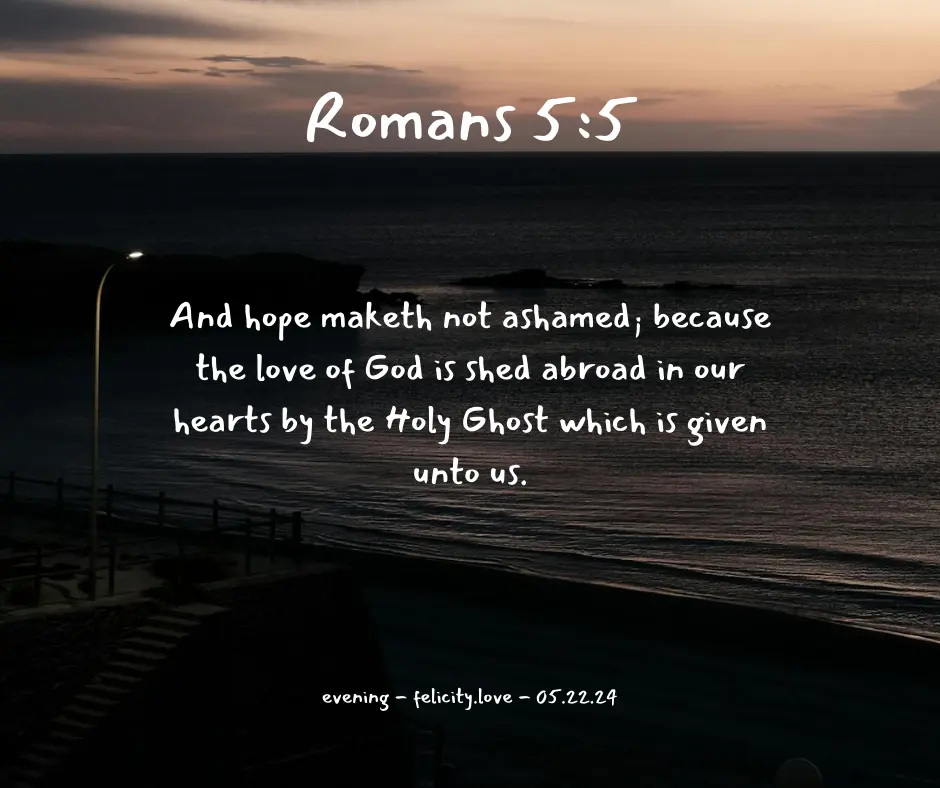 Romans 5:5
And hope maketh not ashamed; because
the love of God is shed abroad in our
hearts by the Holy Ghost which is given
unto us.
evening - felicity.love - 05.22.24